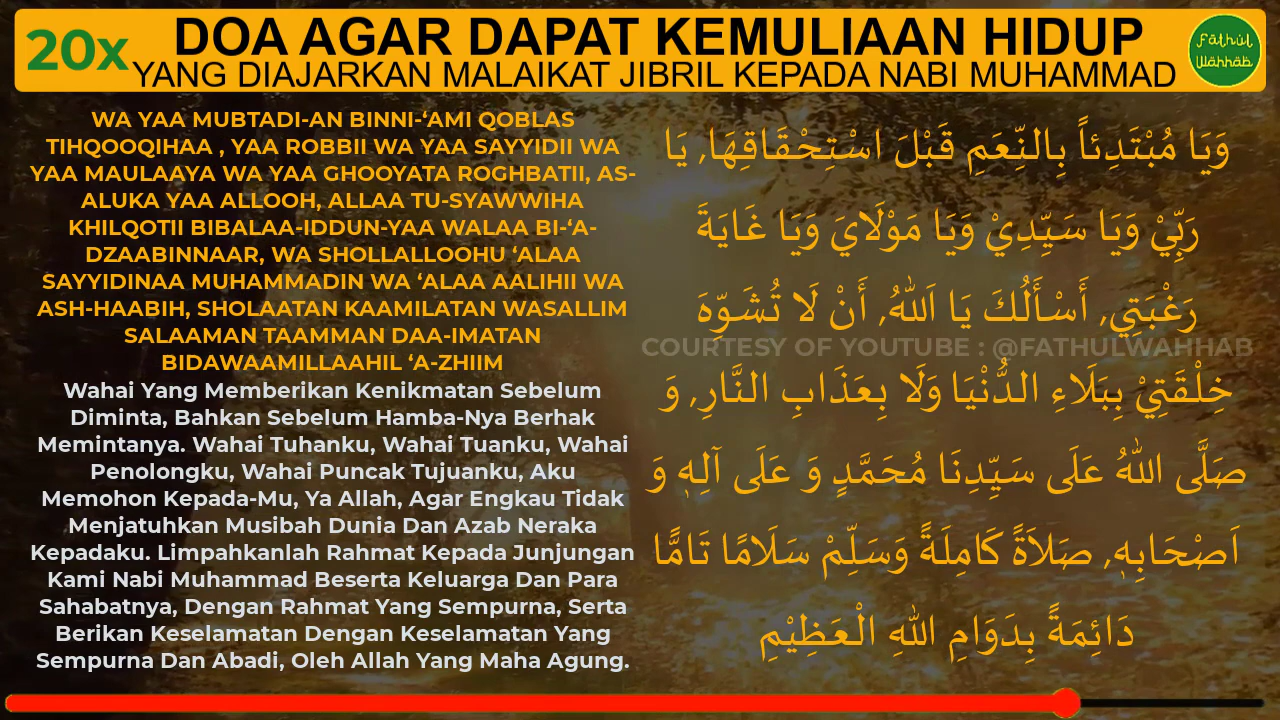 20x
DOA AGAR DAPAT KEMULIAAN HIDUP
YANG DIAJARKAN MALAIKAT JIBRIL KEPADA NABI MUHAMMAD
Fathul
Wahhab
WA YAA MUBTADI-AN BINNI-‘AMI QOBLAS
TIHQOOQIHAA , YAA ROBBII WA YAA SAYYIDII WA
YAA MAULAAYA WA YAA GHOOYATA ROGHBATII, AS-
ALUKA YAA ALLOOH, ALLAA TU-SYAWWIHA
KHILQOTII BIBALAA-IDDUN-YAA WALAA BI-‘A-
DZAABINNAAR, WA SHOLLALLOOHU ‘ALAA
SAYYIDINAA MUHAMMADIN WA ‘ALAA AALIHII WA
ASH-HAABIH, SHOLAATAN KAAMILATAN WASALLIM
SALAAMAN TAAMMAN DAA-IMATAN
BIDAWAAMILLAAHIL ‘A-ZHIIM
Wahai Yang Memberikan Kenikmatan Sebelum
Diminta, Bahkan Sebelum Hamba-Nya Berhak
Memintanya. Wahai Tuhanku, Wahai Tuanku, Wahai
Penolongku, Wahai Puncak Tujuanku, Aku
Memohon Kepada-Mu, Ya Allah, Agar Engkau Tidak
Menjatuhkan Musibah Dunia Dan Azab Neraka
Kepadaku. Limpahkanlah Rahmat Kepada Junjungan
Kami Nabi Muhammad Beserta Keluarga Dan Para
Sahabatnya, Dengan Rahmat Yang Sempurna, Serta
Berikan Keselamatan Dengan Keselamatan Yang
Sempurna Dan Abadi, Oleh Allah Yang Maha Agung.
وَيَا مُبْتَدِئاً بِالنِّعَمِ قَبْلَ اسْتِحْقَاقِهَا, يَا
رَبِّيْ وَيَا سَيِّدِيْ وَيَا مَوْلَايَ وَيَا غَايَةَ
رَغْبَتِي, أَسْأَلُكَ يَا اَللهُ, أَنْ لَا تُشَوِّهَ
COURTESY OF YOUTUBE : @FATHULWAHHAB
خِلْقَتِيْ بِبَلَاءِ الدُّنْيَا وَلَا بِعَذَابِ النَّارِ, وَ
صَلَّى اللهُ عَلَى سَيِّدِنَا مُحَمَّدٍ وَ عَلَى آلِهٖ وَ
اَصْحَابِهٖ, صَلاَةً كَامِلَةً وَسَلِّمْ سَلَامًا تَامًّا
دَائِمَةً بِدَوَامِ اللهِ الْعَظِيْمِ